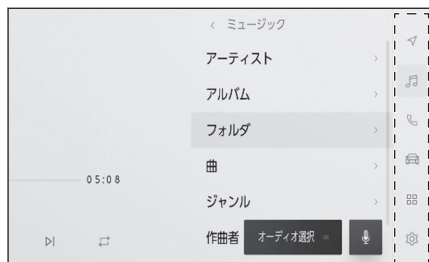 ミュージック
アーティスト
アルバム
フォルダ
曲
ジャンル
作曲者
オーディオ選択
05:08